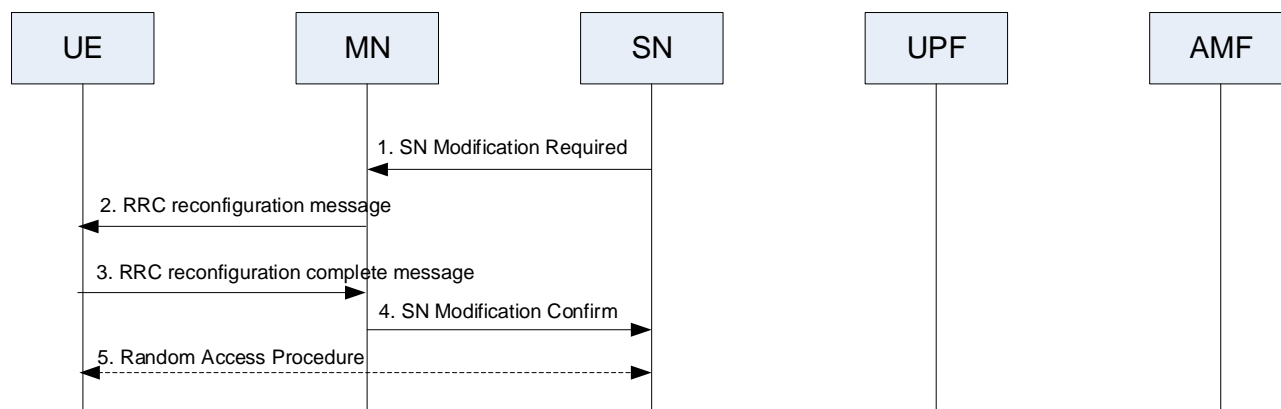 UE
MN
SN
UPF
AMF
1. SN Modification Required
2. RRC reconfiguration message
3. RRC reconfiguration complete message
4. SN Modification Confirm
5. Random Access Procedure